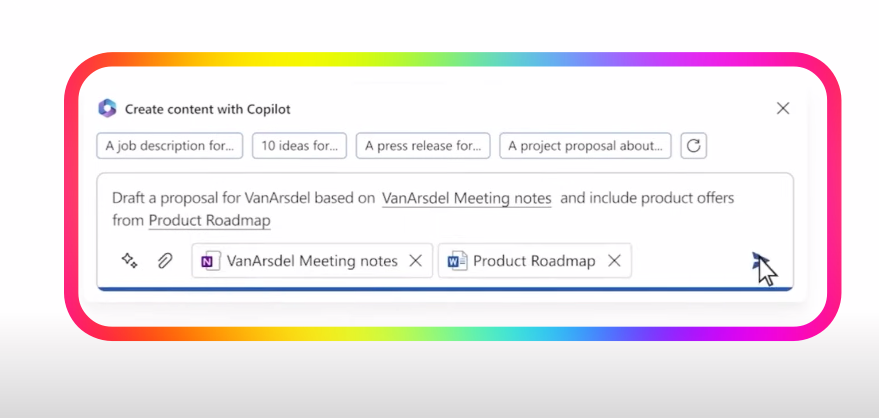 Create content with Copilot
A job description for...
10 ideas for...
A press release for...
A project proposal about...
Draft a proposal for VanArsdel based on VanArsdel Meeting notes and include product offers
from Product Roadmap
N VanArsdel Meeting notes
W Product Roadmap